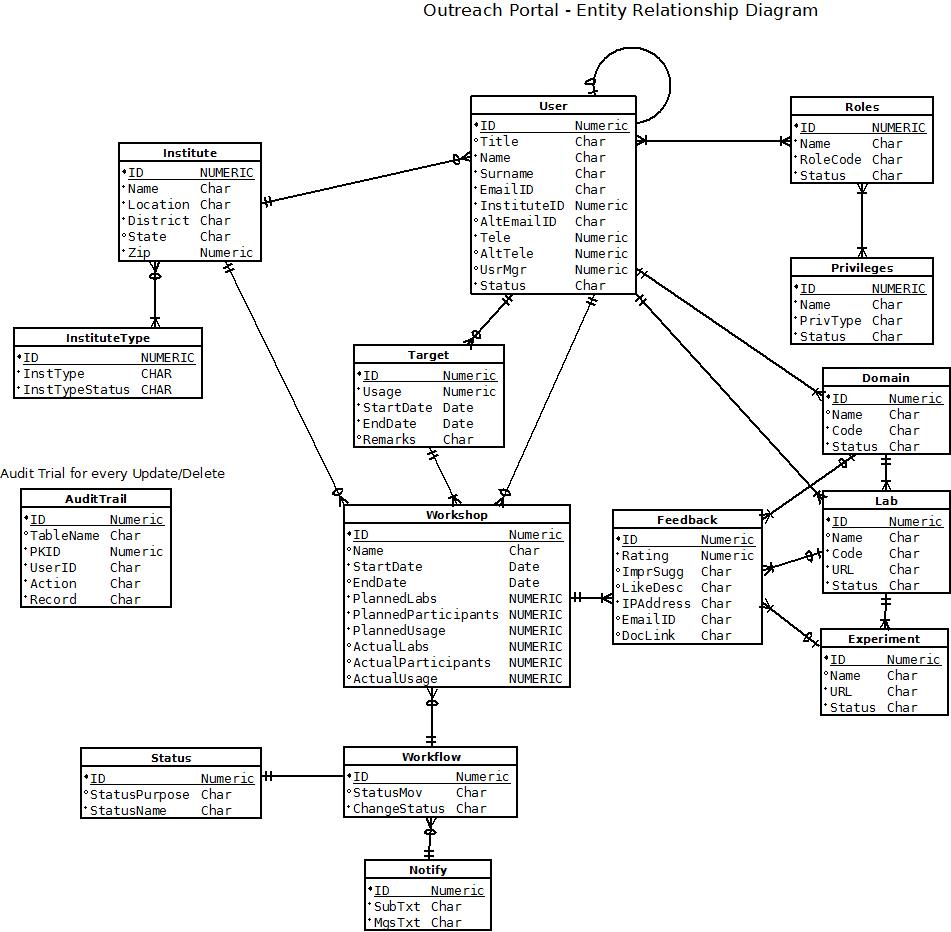 Outreach Portal - Entity Relationship Diagram
User
ID Numeric
Title Char
Name Char
Surname Char
EmailID Char
InstituteID Numeric
AltEmailID Char
Tele Numeric
AltTele Numeric
UsrMgr Numeric
Status Char
Roles
ID NUMERIC
Name Char
RoleCode Char
Status Char
Institute
ID NUMERIC
Name Char
Location Char
District Char
State Char
Zip Numeric
Privileges
ID NUMERIC
Name Char
PrivType Char
Status Char
InstituteType
ID NUMERIC
InstType CHAR
InstTypeStatus CHAR
Target
ID Numeric
Usage Numeric
StartDate Date
EndDate Date
Remarks Char
Domain
ID Numeric
Name Char
Code Char
Status Char
Audit Trial for every Update/Delete
AuditTrail
ID Numeric
TableName Char
PKID Numeric
UserID Char
Action Char
Record Char
Workshop
ID Numeric
Name Char
StartDate Date
EndDate Date
PlannedLabs NUMERIC
PlannedParticipants NUMERIC
PlannedUsage NUMERIC
ActualLabs NUMERIC
ActualParticipants NUMERIC
ActualUsage NUMERIC
Feedback
ID Numeric
Rating Numeric
ImprSugg Char
LikeDesc Char
IPAddress Char
EmailID Char
DocLink Char
Lab
ID Numeric
Name Char
Code Char
URL Char
Status Char
Experiment
ID Numeric
Name Char
URL Char
Status Char
Status
ID Numeric
StatusPurpose Char
StatusName Char
Workflow
ID Numeric
StatusMov Char
ChangeStatus Char
Notify
ID Numeric
SubTxt Char
MgsTxt Char